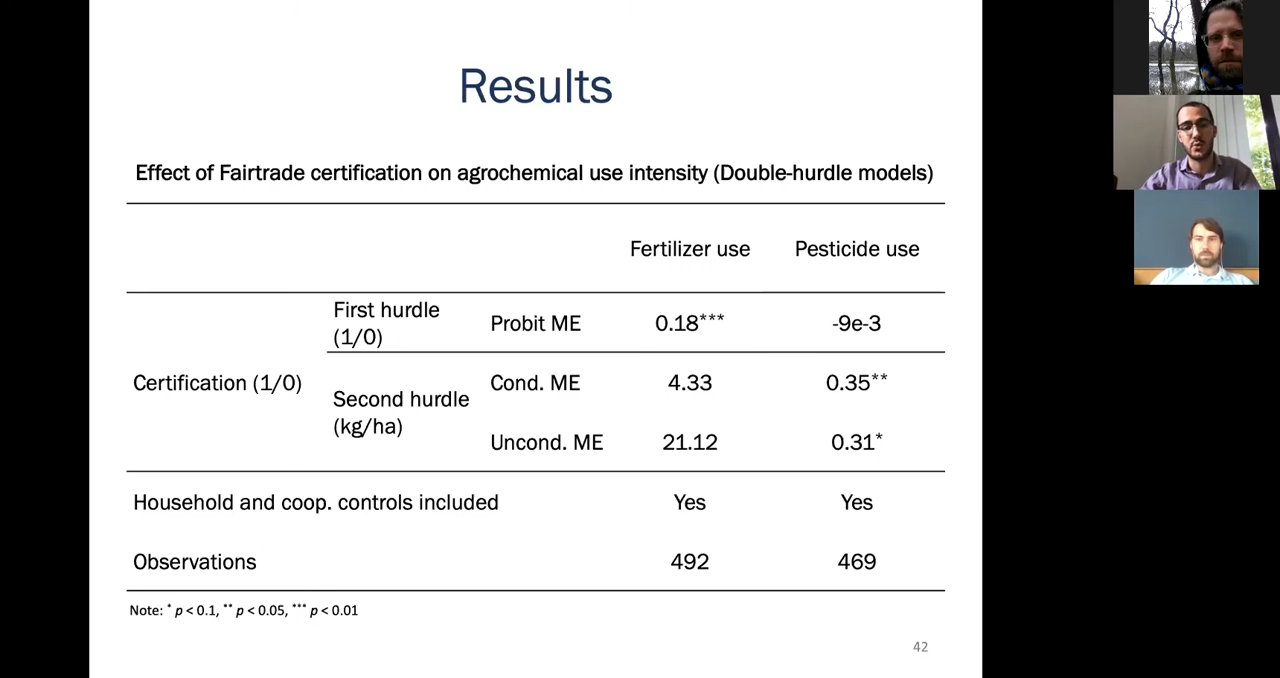 Results
Effect of Fairtrade certification on agrochemical use intensity (Double-hurdle models)
Fertilizer use Pesticide use
First hurdle
(1/0)
Probit ME 0.18*** -9e-3
Certification (1/0)
Second hurdle
(kg/ha)
Cond. ME 4.33 0.35**
Uncond. ME 21.12 0.31*
Household and coop. controls included Yes Yes
Observations 492 469
Note: * p < 0.1, ** p < 0.05, *** p < 0.01
42